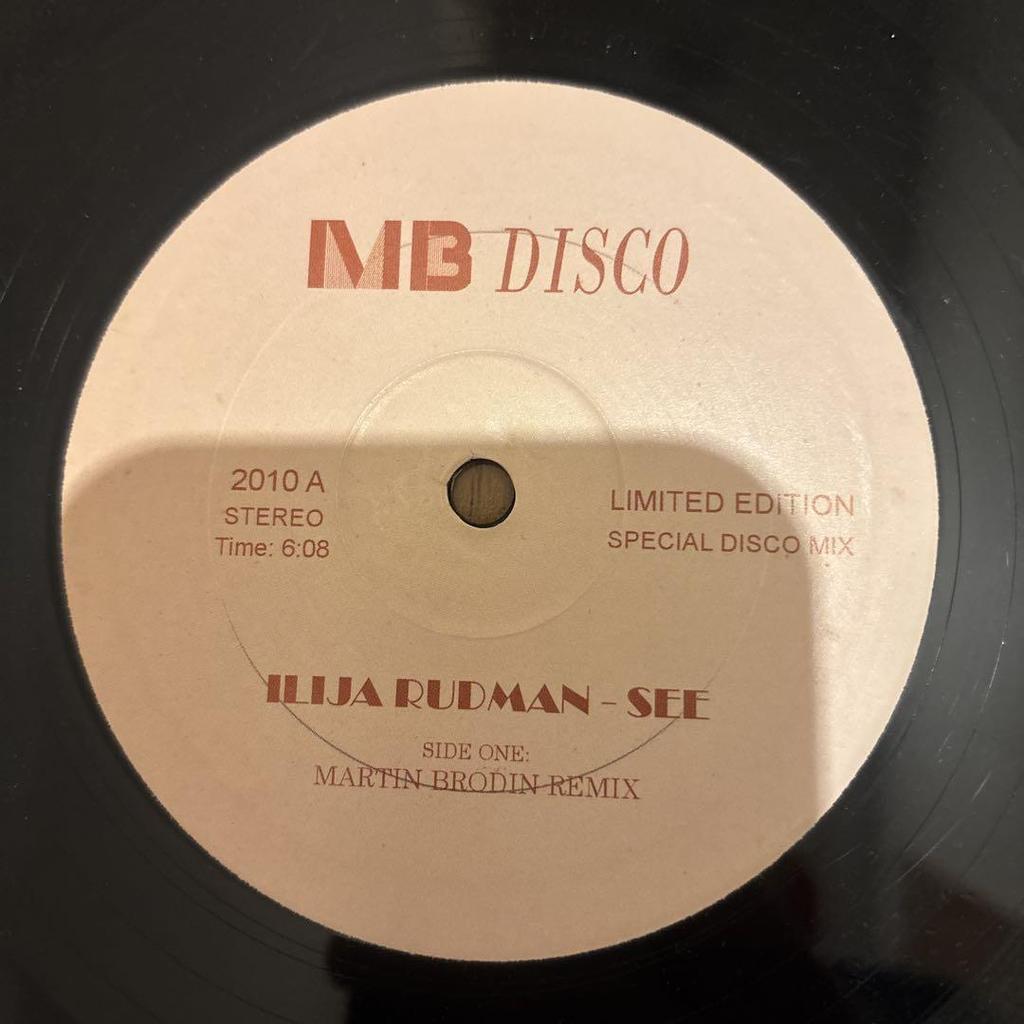 MB DISCO
2010 A
STEREO
Time: 6:08
LIMITED EDITION
SPECIAL DISCO MIX
ILIJA RUDMAN - SEE
SIDE ONE:
MARTIN BRODIN REMIX